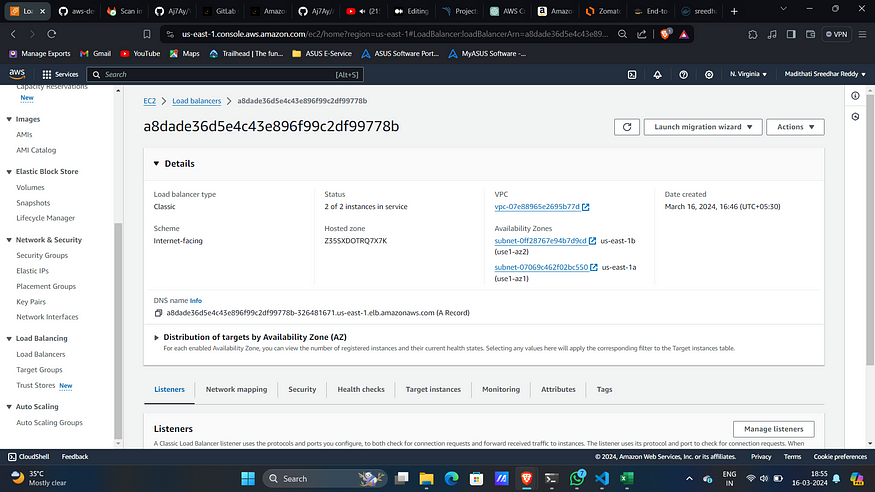 Loa
aws-de
Scan in
Aj7Ay/
GitLab
Amazo
Aj7Ay/A
(21
Editing
Project
AWS Co
Amazo
Zomato
End-to
sreedh
us-east-1.console.aws.amazon.com/ec2/home?region=us-east-1#LoadBalancer:loadBalancerArn=a8dade36d5e4c43e89...
VPN
Manage Exports
Gmail
YouTube
Maps
Trailhead | The fun...
ASUS E-Service
ASUS Software Port...
MyASUS Software -...
aws
Services
Search
[Alt+S]
N. Virginia
Madithati Sreedhar Reddy
Capacity Reservations
New
Images
AMIs
AMI Catalog
Elastic Block Store
Volumes
Snapshots
Lifecycle Manager
Network & Security
Security Groups
Elastic IPs
Placement Groups
Key Pairs
Network Interfaces
Load Balancing
Load Balancers
Target Groups
Trust Stores New
Auto Scaling
Auto Scaling Groups
EC2 > Load balancers > a8dade36d5e4c43e896f99c2df99778b
a8dade36d5e4c43e896f99c2df99778b
Launch migration wizard
Actions
Details
Load balancer type
Classic
Status
2 of 2 instances in service
VPC
vpc-07e88965e2695b77d
Date created
March 16, 2024, 16:46 (UTC+05:30)
Scheme
Internet-facing
Hosted zone
Z35SXDOTRQ7X7K
Availability Zones
subnet-0ff28767e94b7d9cd us-east-1b
(use1-az2)
subnet-07069c462f02bc550 us-east-1a
(use1-az1)
DNS name Info
a8dade36d5e4c43e896f99c2df99778b-326481671.us-east-1.elb.amazonaws.com (A Record)
Distribution of targets by Availability Zone (AZ)
For each enabled Availability Zone, you can view the number of registered instances and their current health states. Selecting any values here will apply the corresponding filter to the Target instances table.
Listeners
Network mapping
Security
Health checks
Target instances
Monitoring
Attributes
Tags
Listeners
Manage listeners
A Classic Load Balancer listener uses the protocols and ports you configure, to both check for connection requests and forward received traffic to instances. The listener uses its protocol and port to check for connection requests. When
CloudShell
Feedback
© 2024, Amazon Web Services, Inc. or its affiliates.
Privacy
Terms
Cookie preferences
35°C
Mostly clear
Search
ENG
IN
18:55
16-03-2024